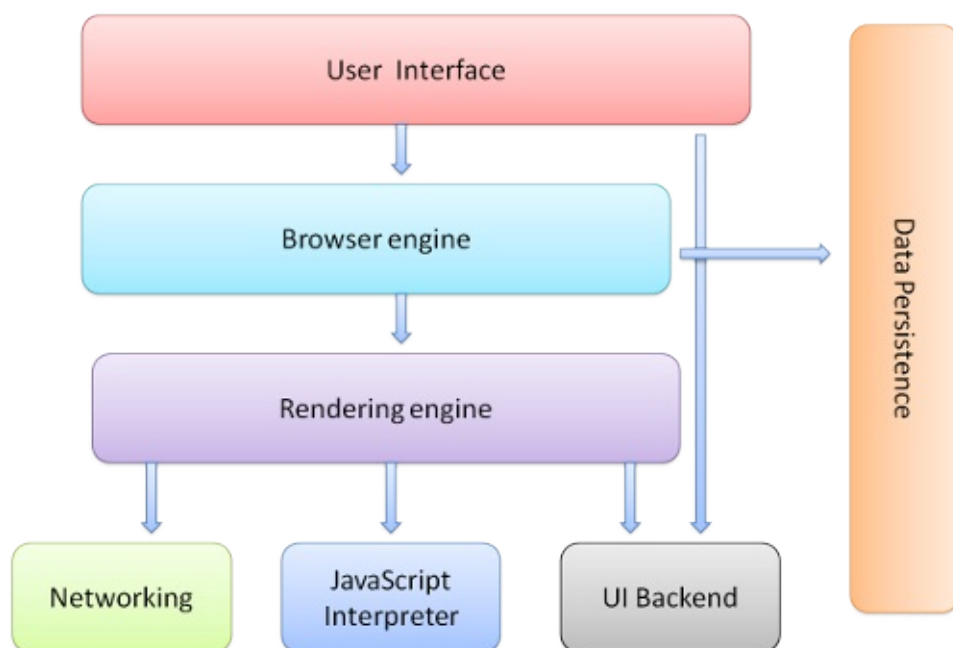 User Interface
Browser engine
Data Persistence
Rendering engine
Networking
JavaScript
Interpreter
UI Backend